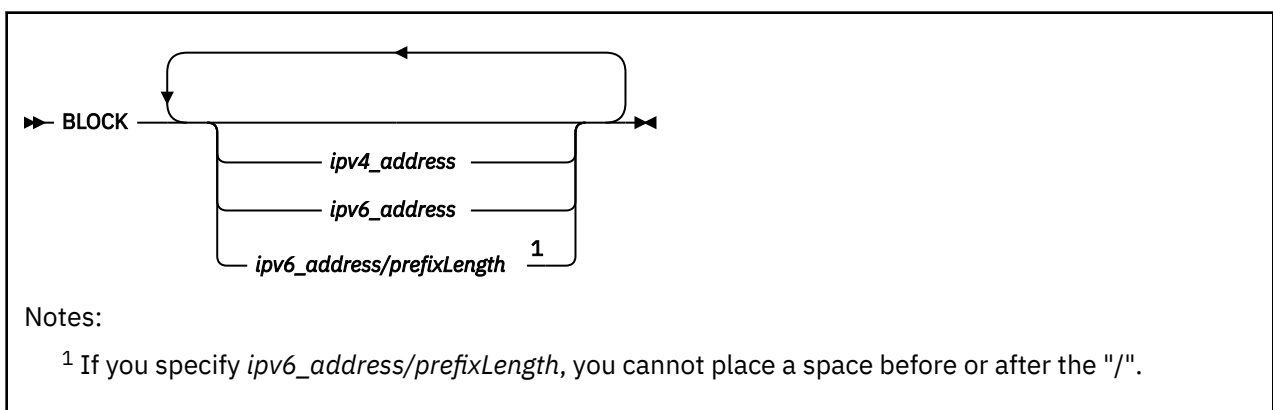 BLOCK
ipv4_address
ipv6_address
ipv6_address/prefixLength 1
Notes:
1 If you specify ipv6_address/prefixLength, you cannot place a space before or after the "/".